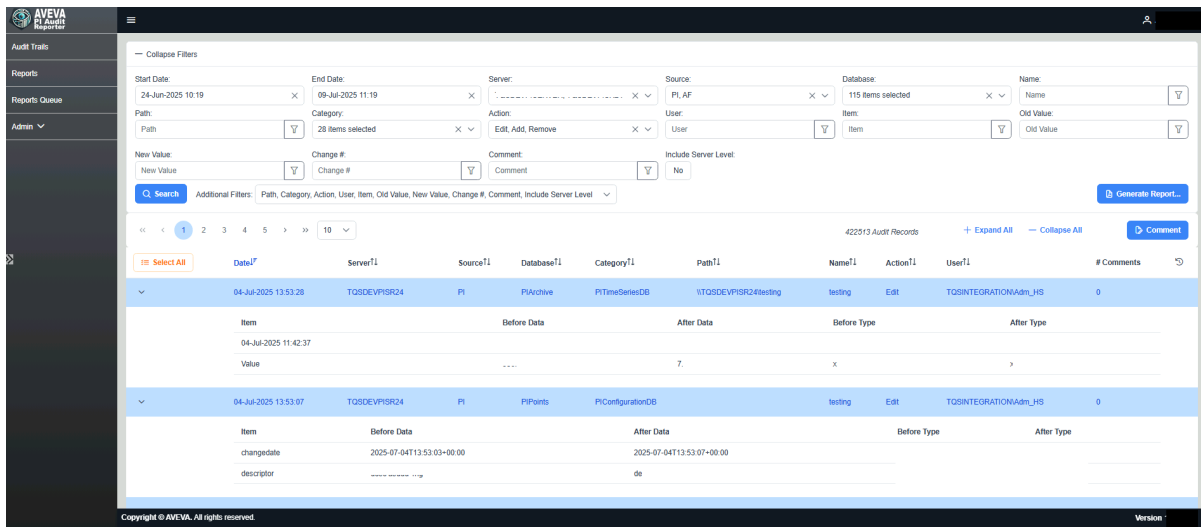 AVEVA
PI Audit
Reporter
Audit Trails
Reports
Reports Queue
Admin
Collapse Filters
Start Date: End Date: Server: Source: Database: Name:
24-Jun-2025 10:19 09-Jul-2025 11:19 PI, AF 115 items selected Name
Path: Category: Action: User: Item: Old Value:
Path 28 items selected Edit, Add, Remove User Item Old Value
New Value: Change #: Comment: Include Server Level:
New Value Change # Comment No
Search Additional Filters: Path, Category, Action, User, Item, Old Value, New Value, Change #, Comment, Include Server Level Generate Report...
« ‹ 1 2 3 4 5 › » 10 422513 Audit Records + Expand All — Collapse All Comment
Select All Date Server Source Database Category Path Name Action User # Comments
04-Jul-2025 13:53:28 TQSDEVPISR24 PI PIArchive PITimeSeriesDB \\TQSDEVPISR24\testing testing Edit TQSINTEGRATION\Adm_HS 0
Item Before Data After Data Before Type After Type
04-Jul-2025 11:42:37
Value 7. x
04-Jul-2025 13:53:07 TQSDEVPISR24 PI PIPoints PIConfigurationDB testing Edit TQSINTEGRATION\Adm_HS 0
Item Before Data After Data Before Type After Type
changedate 2025-07-04T13:53:03+00:00 2025-07-04T13:53:07+00:00
descriptor de
Copyright © AVEVA. All rights reserved. Version